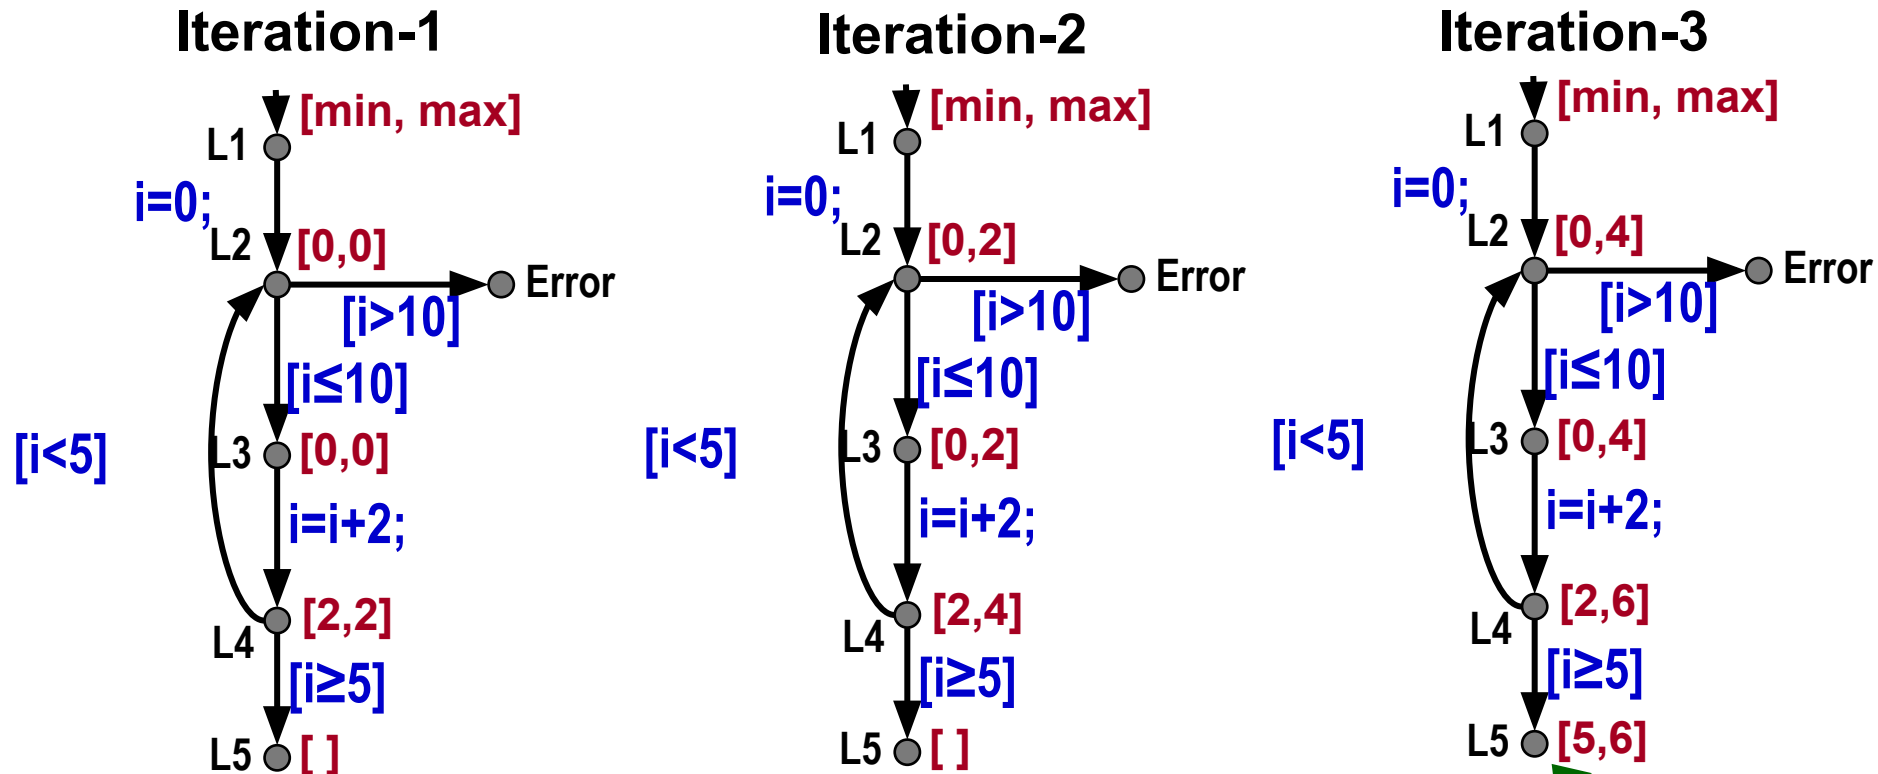 Iteration-1
[min, max]
L1
i=0;
L2 [0,0]
Error
[i>10]
[i≤10]
[i<5]
L3 [0,0]
i=i+2;
[2,2]
L4
[i≥5]
L5 [ ]
Iteration-2
[min, max]
L1
i=0;
L2 [0,2]
Error
[i>10]
[i≤10]
[i<5]
L3 [0,2]
i=i+2;
[2,4]
L4
[i≥5]
L5 [ ]
Iteration-3
[min, max]
L1
i=0;
L2 [0,4]
Error
[i>10]
[i≤10]
[i<5]
L3 [0,4]
i=i+2;
[2,6]
L4
[i≥5]
L5 [5,6]